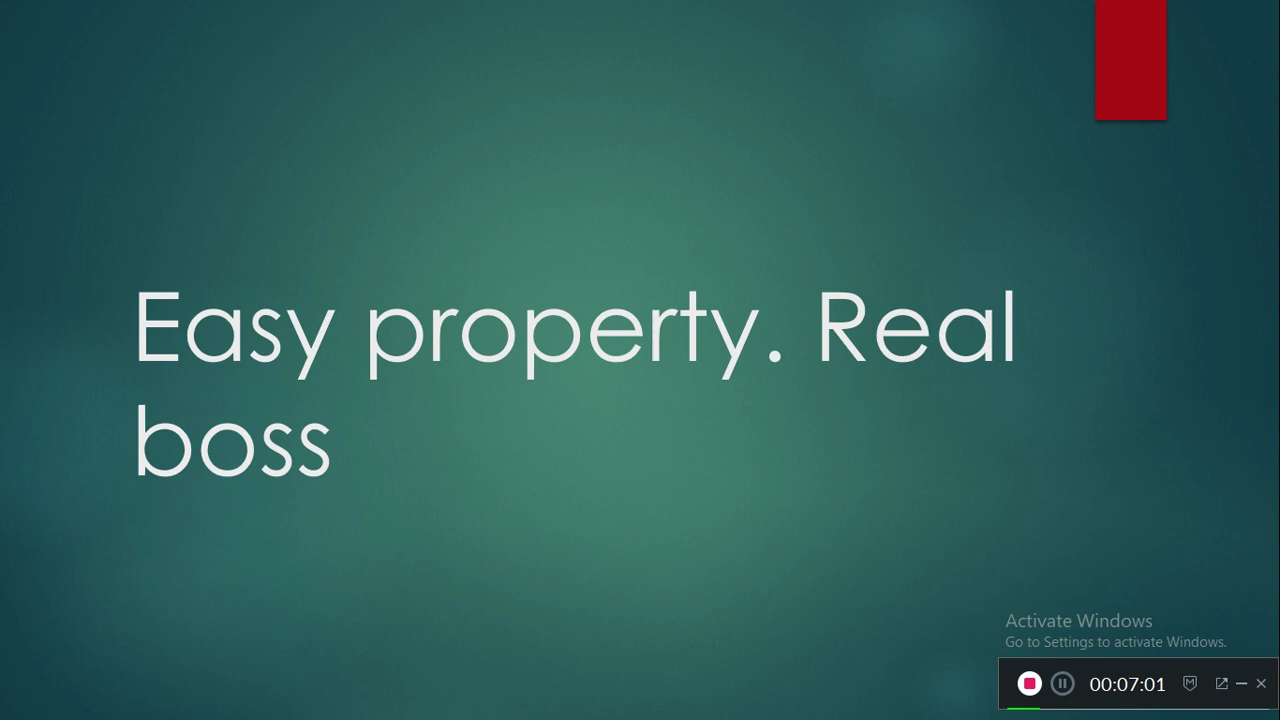 Easy property. Real
boss
Activate Windows
Go to Settings to activate Windows.
00:07:01